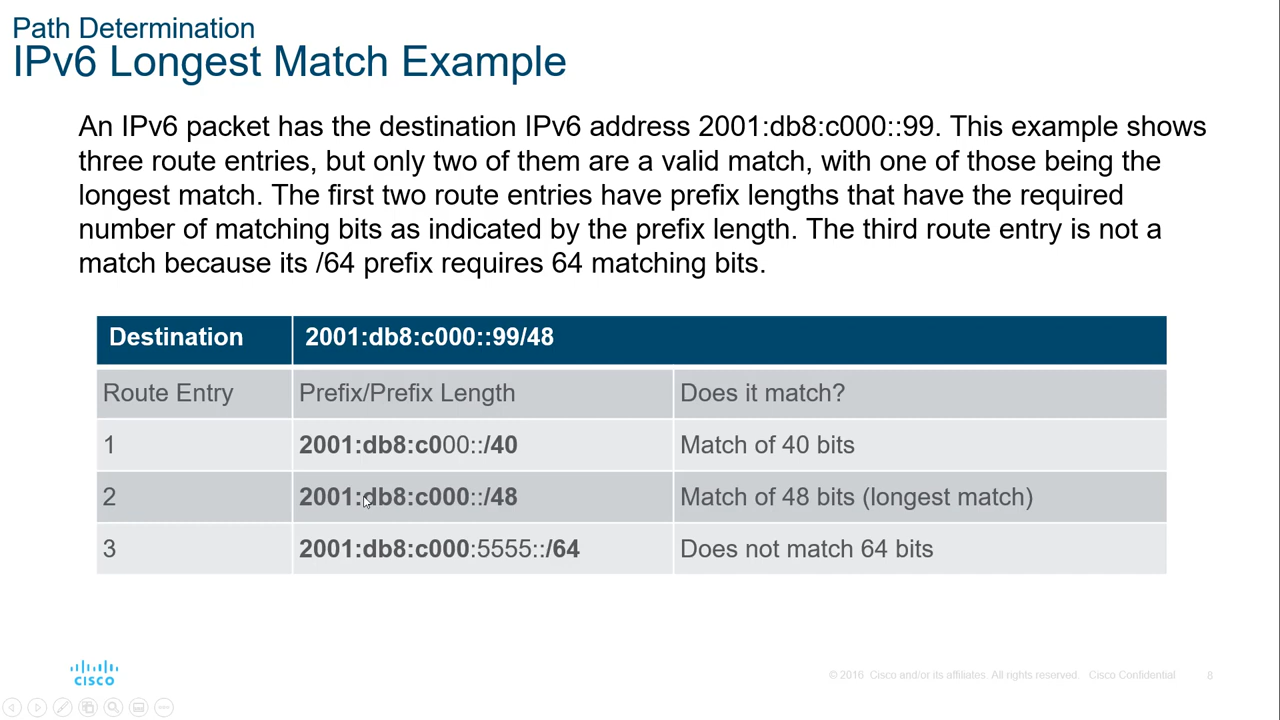 Path Determination
IPv6 Longest Match Example
An IPv6 packet has the destination IPv6 address 2001:db8:c000::99. This example shows
three route entries, but only two of them are a valid match, with one of those being the
longest match. The first two route entries have prefix lengths that have the required
number of matching bits as indicated by the prefix length. The third route entry is not a
match because its /64 prefix requires 64 matching bits.
Destination 2001:db8:c000::99/48
Route Entry Prefix/Prefix Length Does it match?
1 2001:db8:c000::/40 Match of 40 bits
2 2001:db8:c000::/48 Match of 48 bits (longest match)
3 2001:db8:c000:5555::/64 Does not match 64 bits
CISCO
© 2016 Cisco and/or its affiliates. All rights reserved. Cisco Confidential 8